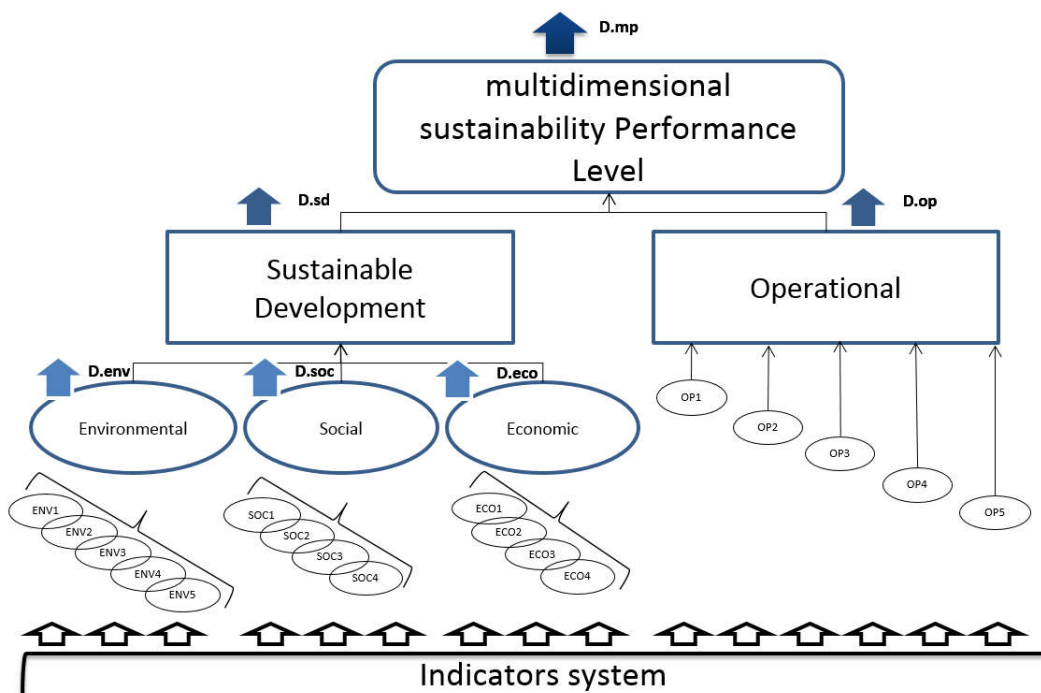 D.mp
multidimensional
sustainability Performance
Level
D.sd
D.op
Sustainable
Development
Operational
D.env
D.soc
D.eco
Environmental
Social
Economic
OP1
OP2
OP3
OP4
OP5
ENV1
ENV2
ENV3
ENV4
ENV5
SOC1
SOC2
SOC3
SOC4
ECO1
ECO2
ECO3
ECO4
Indicators system